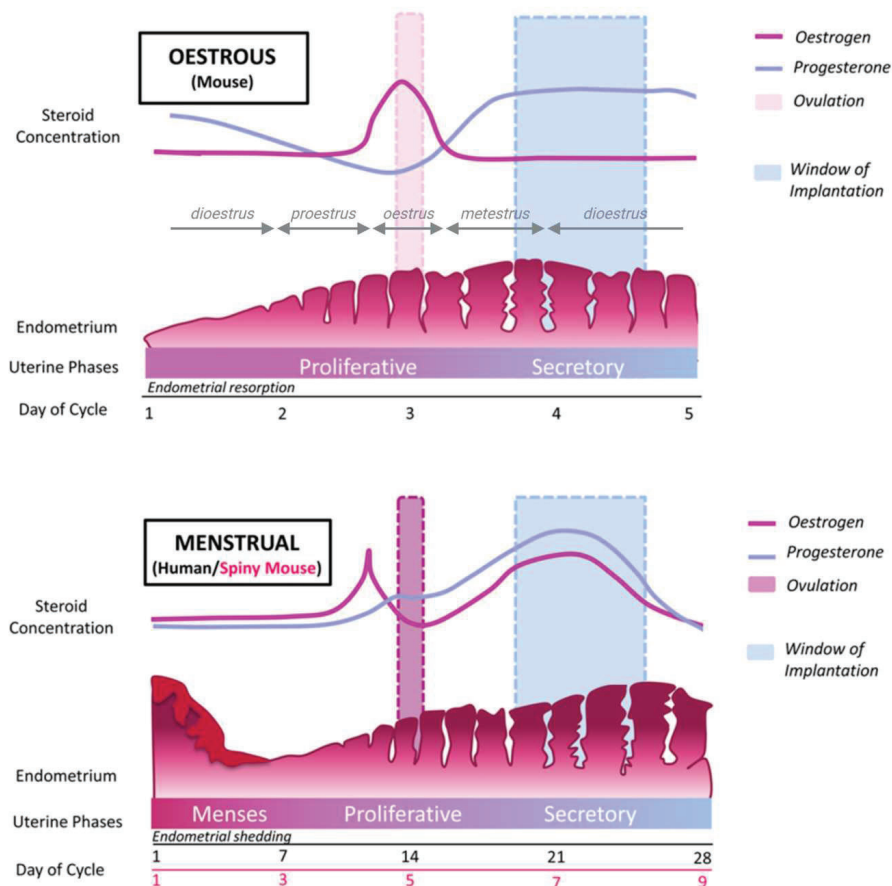 OESTROUS
(Mouse)
Steroid
Concentration
Oestrogen
Progesterone
Ovulation
Window of
Implantation
dioestrus
proestrus
oestrus
metestrus
dioestrus
Endometrium
Uterine Phases
Proliferative
Secretory
Endometrial resorption
Day of Cycle
1
2
3
4
5
MENSTRUAL
(Human/Spiny Mouse)
Steroid
Concentration
Oestrogen
Progesterone
Ovulation
Window of
Implantation
Endometrium
Uterine Phases
Menses
Proliferative
Secretory
Endometrial shedding
Day of Cycle
1
7
14
21
28
1
3
5
7
9